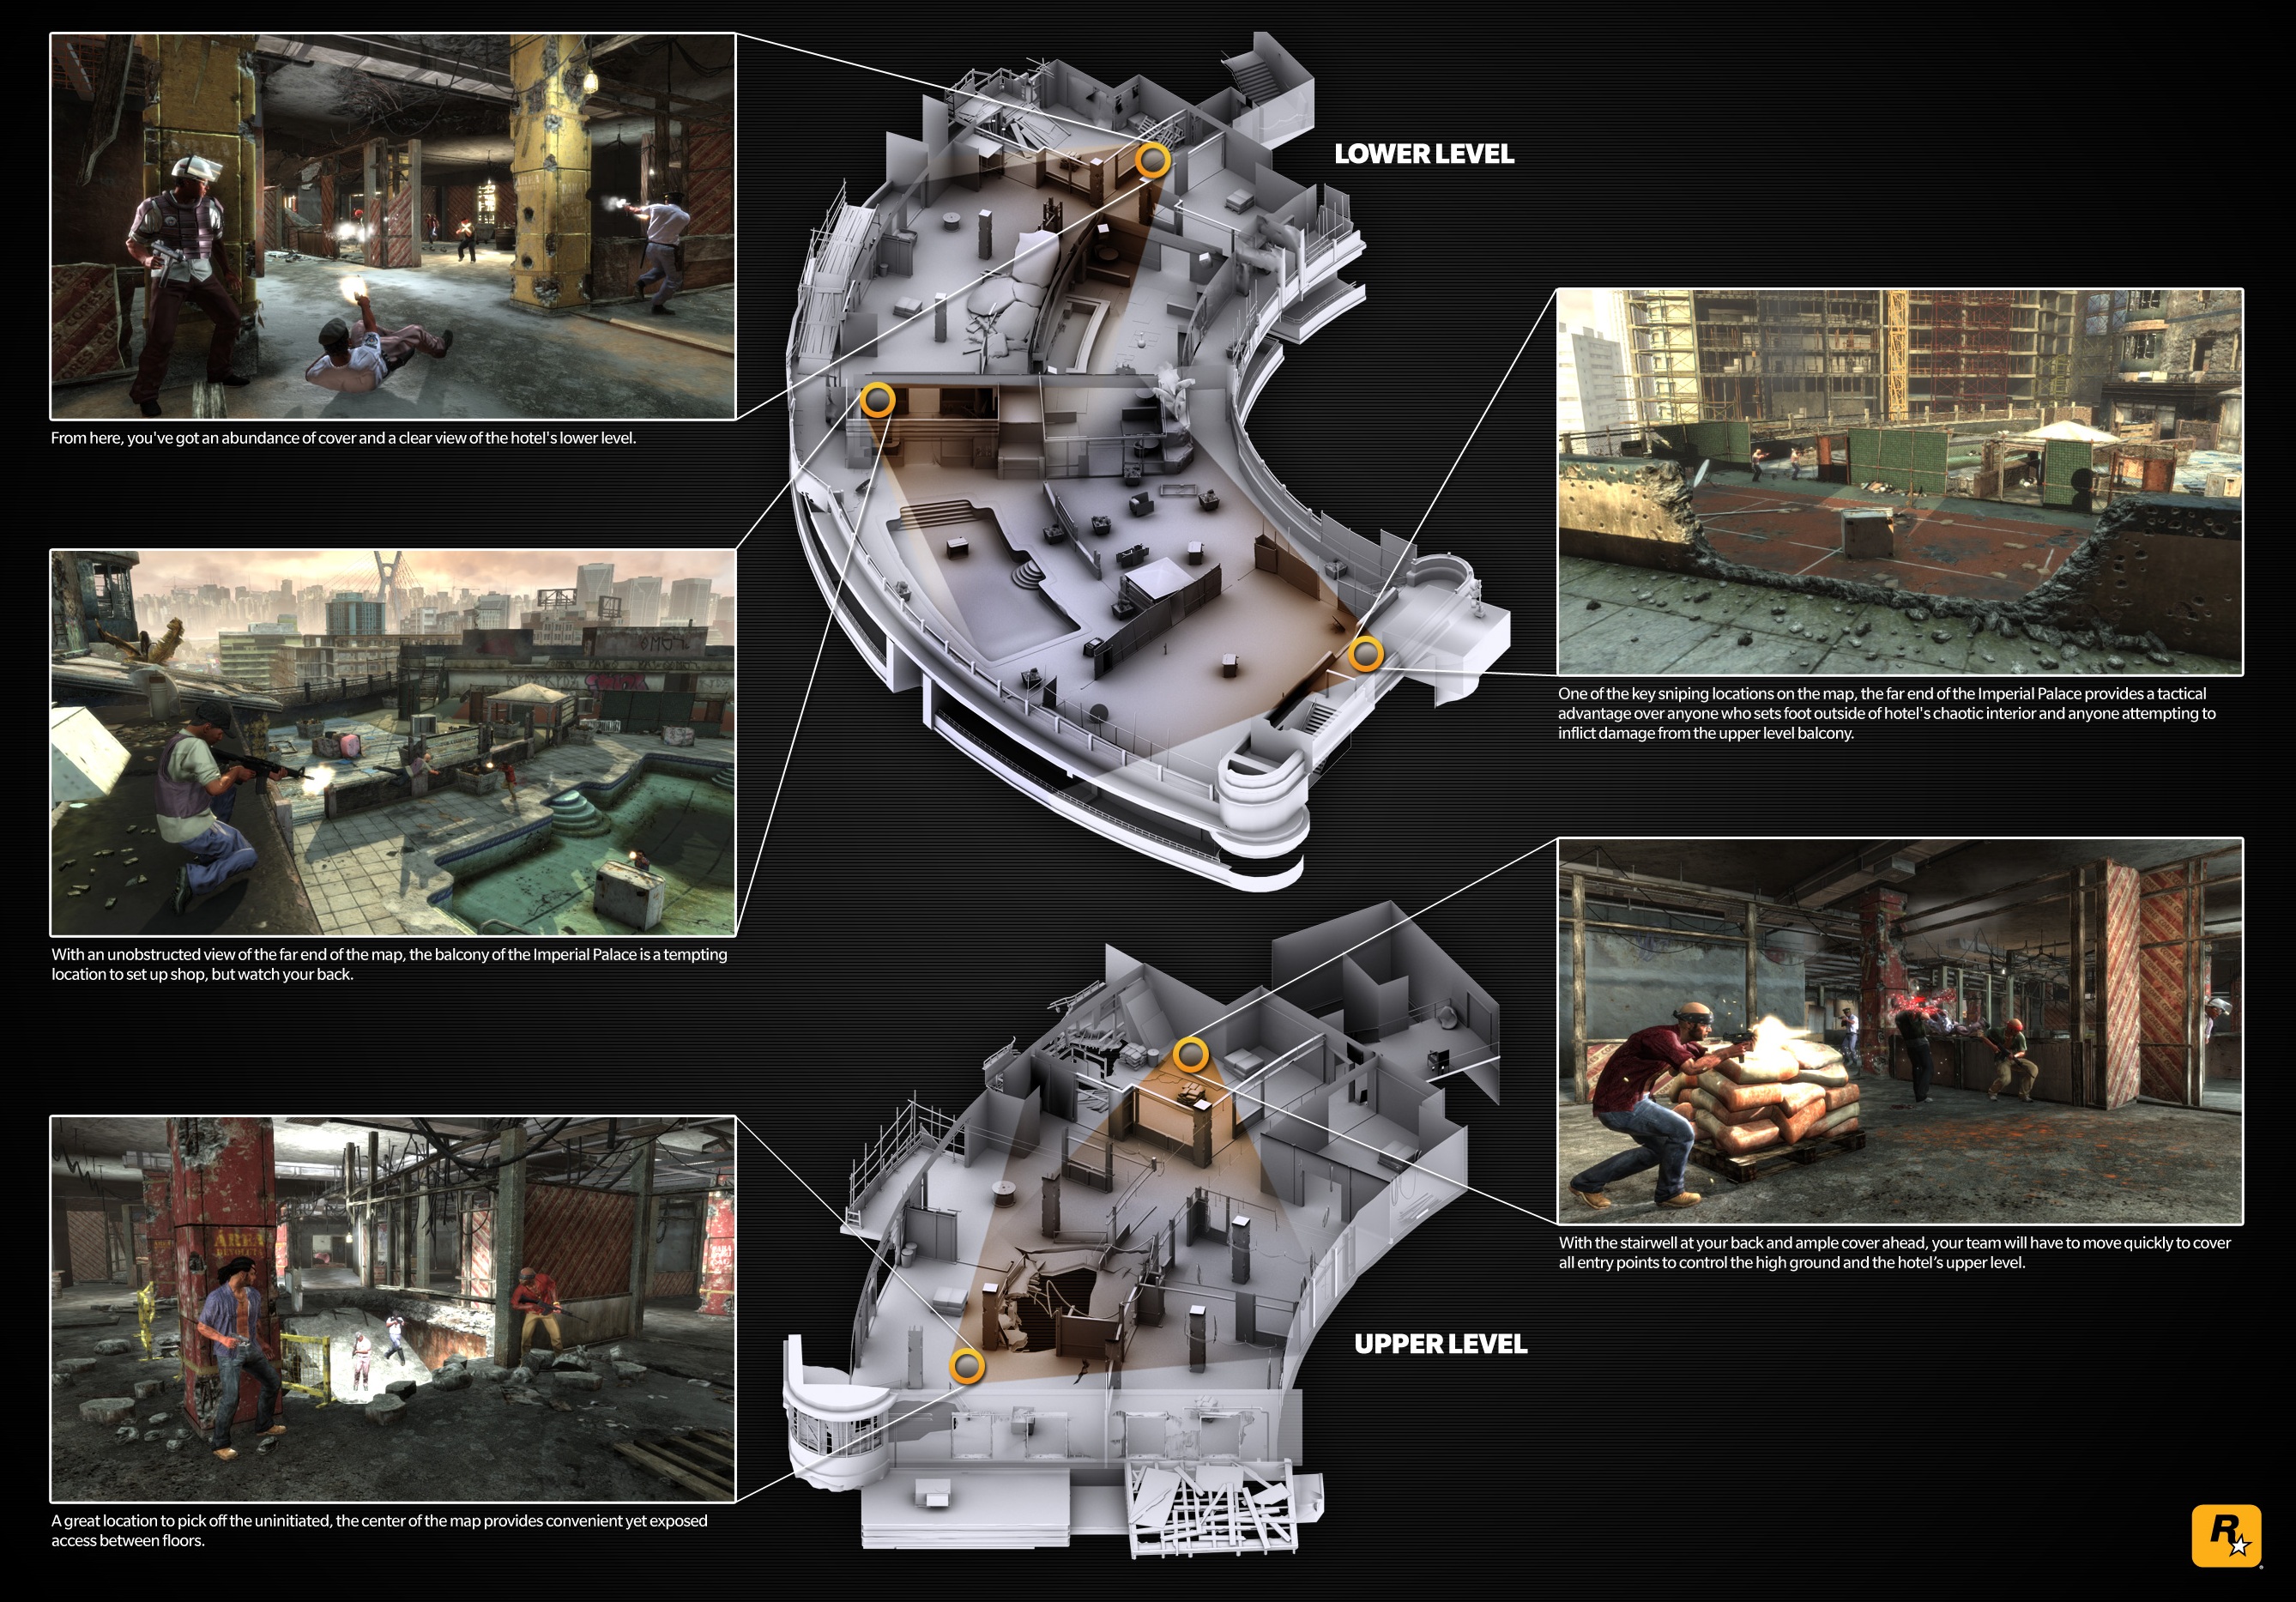 LOWER LEVEL
From here, you've got an abundance of cover and a clear view of the hotel's lower level.
One of the key sniping locations on the map, the far end of the Imperial Palace provides a tactical
advantage over anyone who sets foot outside of hotel's chaotic interior and anyone attempting to
inflict damage from the upper level balcony.
With an unobstructed view of the far end of the map, the balcony of the Imperial Palace is a tempting
location to set up shop, but watch your back.
With the stairwell at your back and ample cover ahead, your team will have to move quickly to cover
all entry points to control the high ground and the hotel’s upper level.
UPPER LEVEL
AREA
A great location to pick off the uninitiated, the center of the map provides convenient yet exposed
access between floors.
R